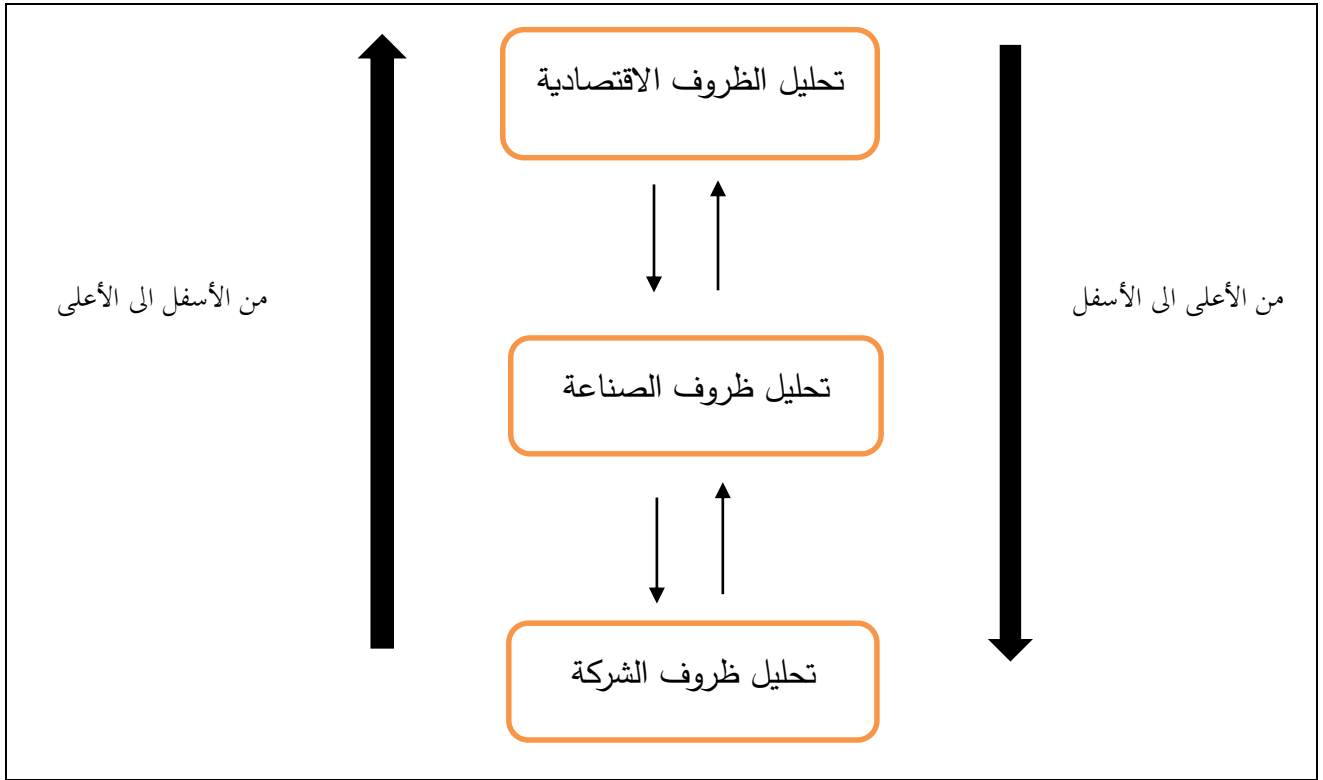 تحليل الظروف الاقتصادية
من الأعلى الى الأسفل
من الأسفل الى الأعلى
تحليل ظروف الصناعة
تحليل ظروف الشركة